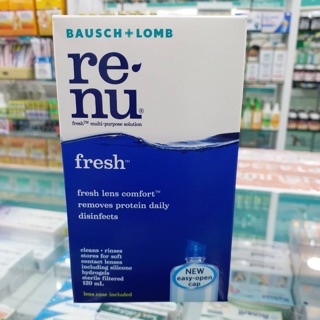 BAUSCH + LOMB
re
nu®
fresh™ multi-purpose solution
fresh™
fresh lens comfort™
removes protein daily
disinfects
cleans • rinses
stores for soft
contact lenses
including silicone
hydrogels
sterile filtered
120 mL
lens case included
NEW
easy-open
cap